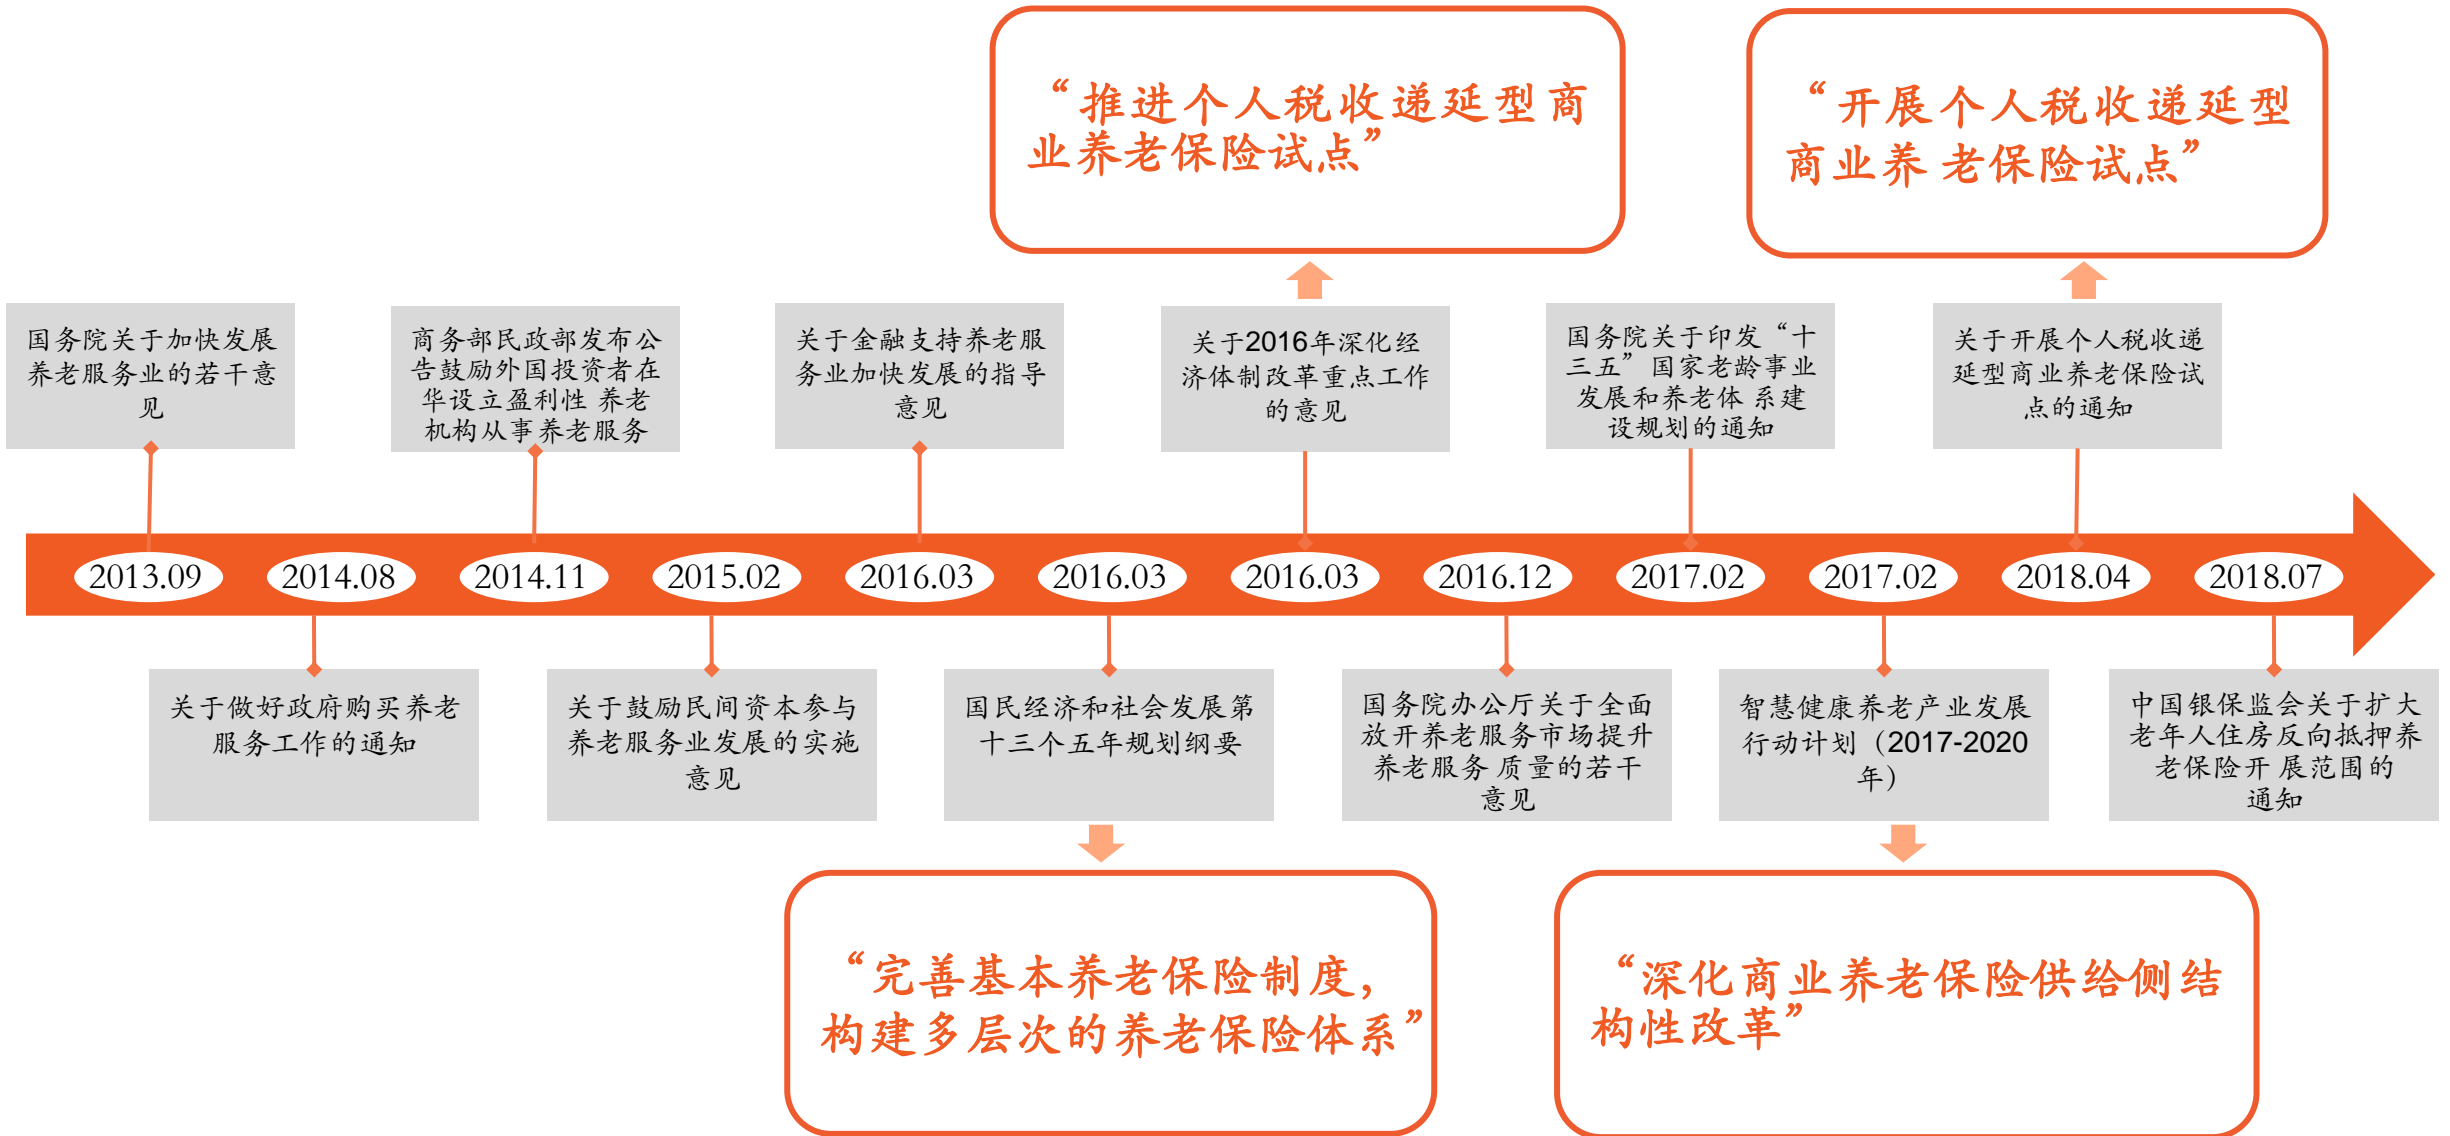 “推进个人税收递延型商
业养老保险试点”
“开展个人税收递延型
商业养 老保险试点”
国务院关于加快发展
养老服务业的若干意
见
商务部民政部发布公
告鼓励外国投资者在
华设立盈利性 养老
机构从事养老服务
关于金融支持养老服
务业加快发展的指导
意见
关于2016年深化经
济体制改革重点工作
的意见
国务院关于印发“十
三五”国家老龄事业
发展和养老体 系建
设规划的通知
关于开展个人税收递
延型商业养老保险试
点的通知
2013.09
2014.08
2014.11
2015.02
2016.03
2016.03
2016.03
2016.12
2017.02
2017.02
2018.04
2018.07
关于做好政府购买养老
服务工作的通知
关于鼓励民间资本参与
养老服务业发展的实施
意见
国民经济和社会发展第
十三个五年规划纲要
国务院办公厅关于全面
放开养老服务市场提升
养老服务 质量的若干
意见
智慧健康养老产业发展
行动计划（2017-2020
年）
中国银保监会关于扩大
老年人住房反向抵押养
老保险开 展范围的
通知
“完善基本养老保险制度，
构建多层次的养老保险体系”
“深化商业养老保险供给侧结
构性改革”